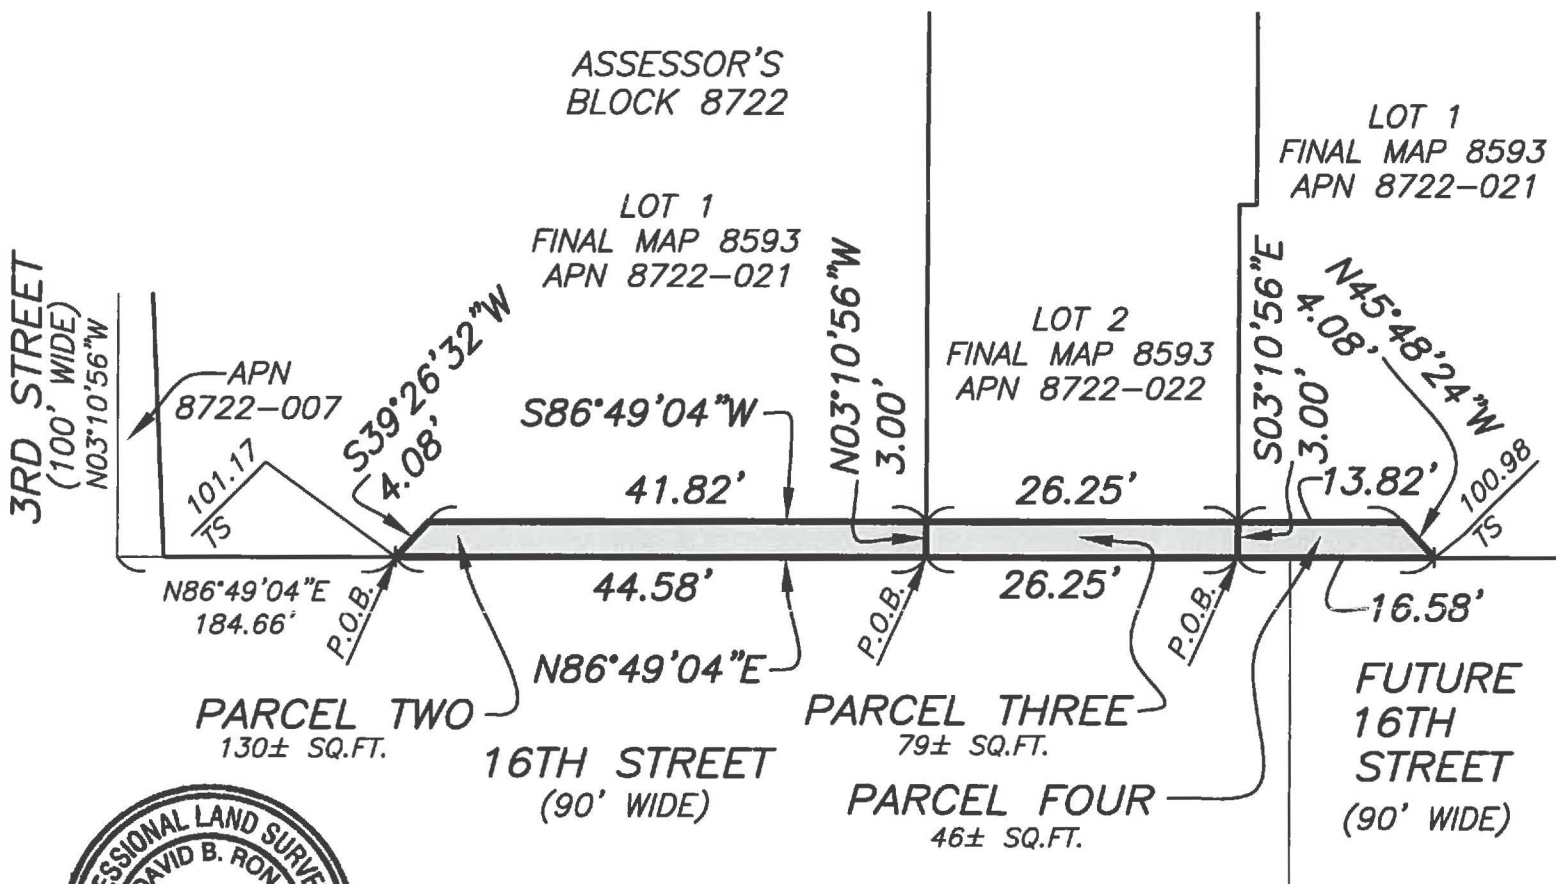 ASSESSOR'S
BLOCK 8722
LOT 1
FINAL MAP 8593
APN 8722-021
LOT 1
FINAL MAP 8593
APN 8722-021
3RD STREET
(100' WIDE)
N03°10'56"W
APN
8722-007
101.17
TS
S39°26'32"W
4.08'
S86°49'04"W
41.82'
N03°10'56"W
3.00'
LOT 2
FINAL MAP 8593
APN 8722-022
26.25'
S03°10'56"E
3.00'
N45°48'24"W
4.08'
13.82'
100.98
TS
N86°49'04"E
184.66'
P.O.B.
44.58'
P.O.B.
26.25'
P.O.B.
16.58'
N86°49'04"E
PARCEL TWO
130± SQ.FT.
16TH STREET
(90' WIDE)
PARCEL THREE
79± SQ.FT.
PARCEL FOUR
46± SQ.FT.
FUTURE
16TH
STREET
(90' WIDE)
ESSIONAL LAND SURVE
DAVID B. RON